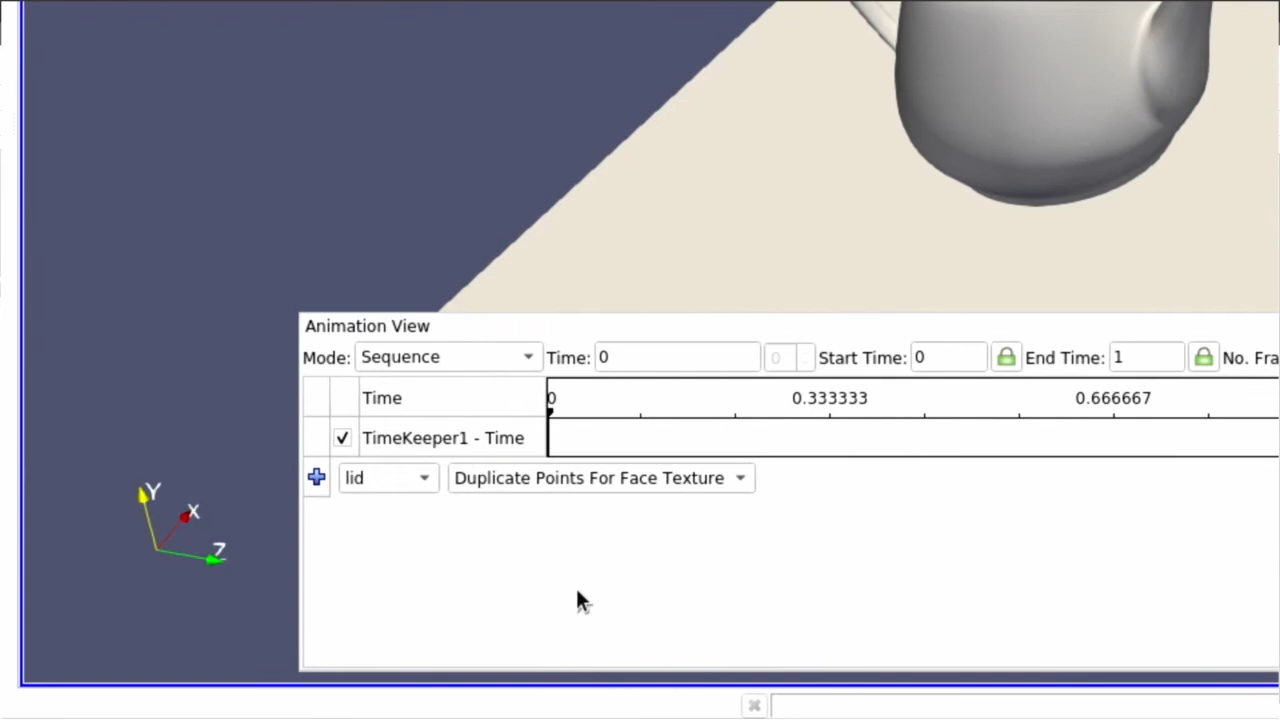 Animation View
Mode: Sequence Time: 0 0 Start Time: 0 End Time: 1 No. Fra
Time 0 0.333333 0.666667
TimeKeeper1 - Time
lid Duplicate Points For Face Texture
Y
X
Z